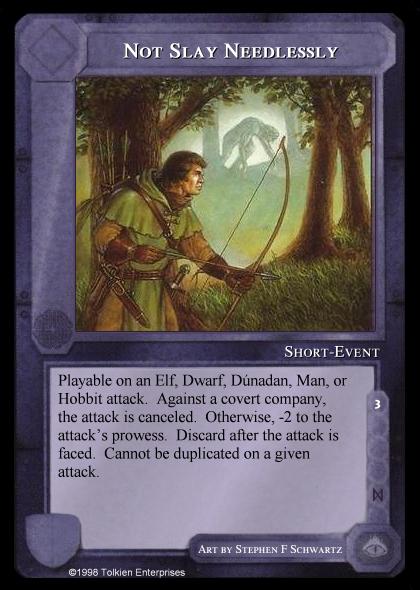 Not Slay Needlessly
Short-Event
Playable on an Elf, Dwarf, Dúnadan, Man, or
Hobbit attack. Against a covert company,
the attack is canceled. Otherwise, -2 to the
attack's prowess. Discard after the attack is
faced. Cannot be duplicated on a given
attack.
3
Art by Stephen F Schwartz
©1998 Tolkien Enterprises